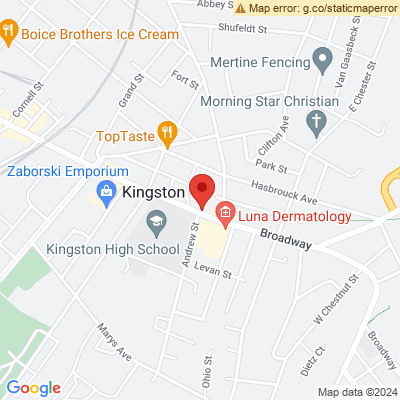 Map error: g.co/staticmaperror
Abbey S
Shufeldt St
Boice Brothers Ice Cream
Mertine Fencing
Van Gaasbeck St
E Chester St
Fort St
Grand St
Cornell St
Morning Star Christian
TopTaste
Clifton Ave
Park St
Zaborski Emporium
Hasbrouck Ave
Kingston
Luna Dermatology
Kingston High School
Andrew St
Broadway
Levan St
W Chestnut St
Marys Ave
Dietz Ct
Broadway
Ohio St
Google
Map data ©2024